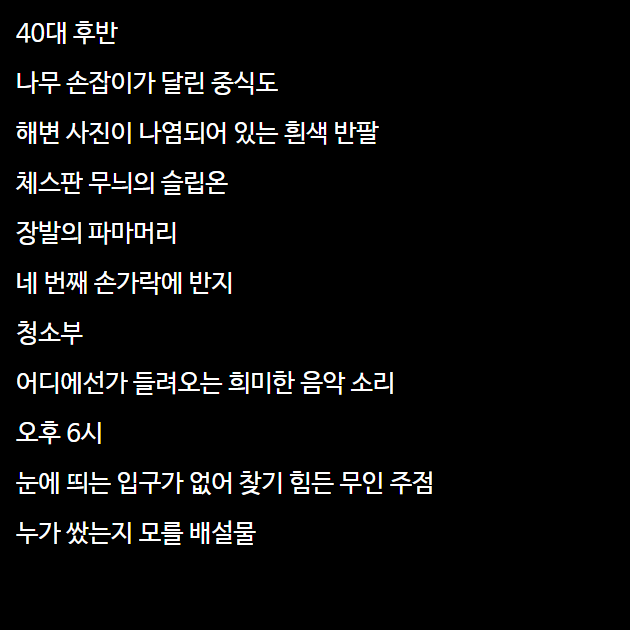 40대 후반
나무 손잡이가 달린 중식도
해변 사진이 나염되어 있는 흰색 반팔
체스판 무늬의 슬립온
장발의 파마머리
네 번째 손가락에 반지
청소부
어디에선가 들려오는 희미한 음악 소리
오후 6시
눈에 띄는 입구가 없어 찾기 힘든 무인 주점
누가 쌌는지 모를 배설물